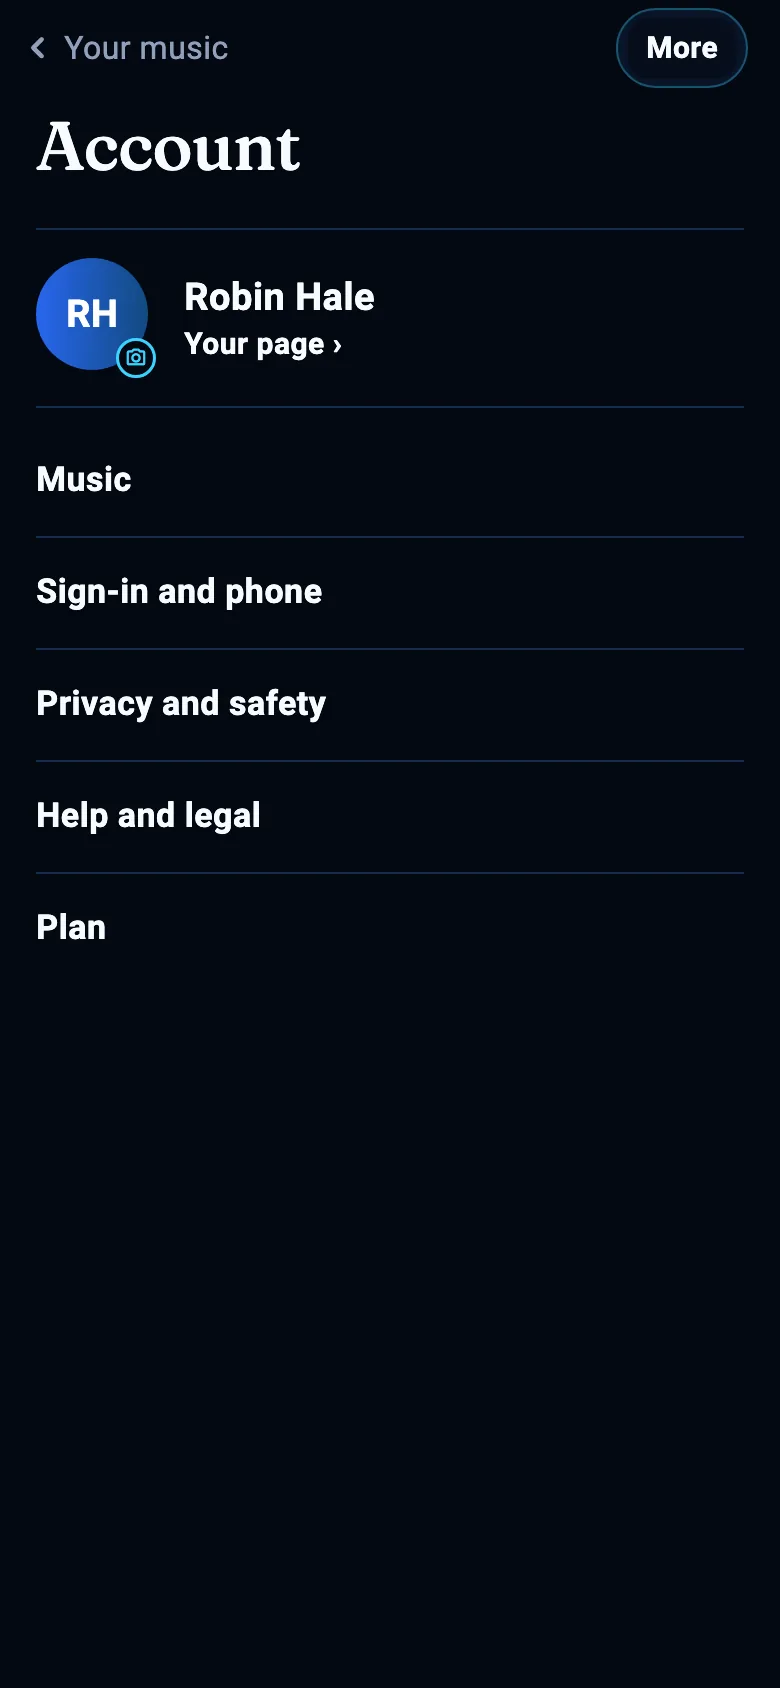 Your music
More
Account
RH
Robin Hale
Your page ›
Music
Sign-in and phone
Privacy and safety
Help and legal
Plan